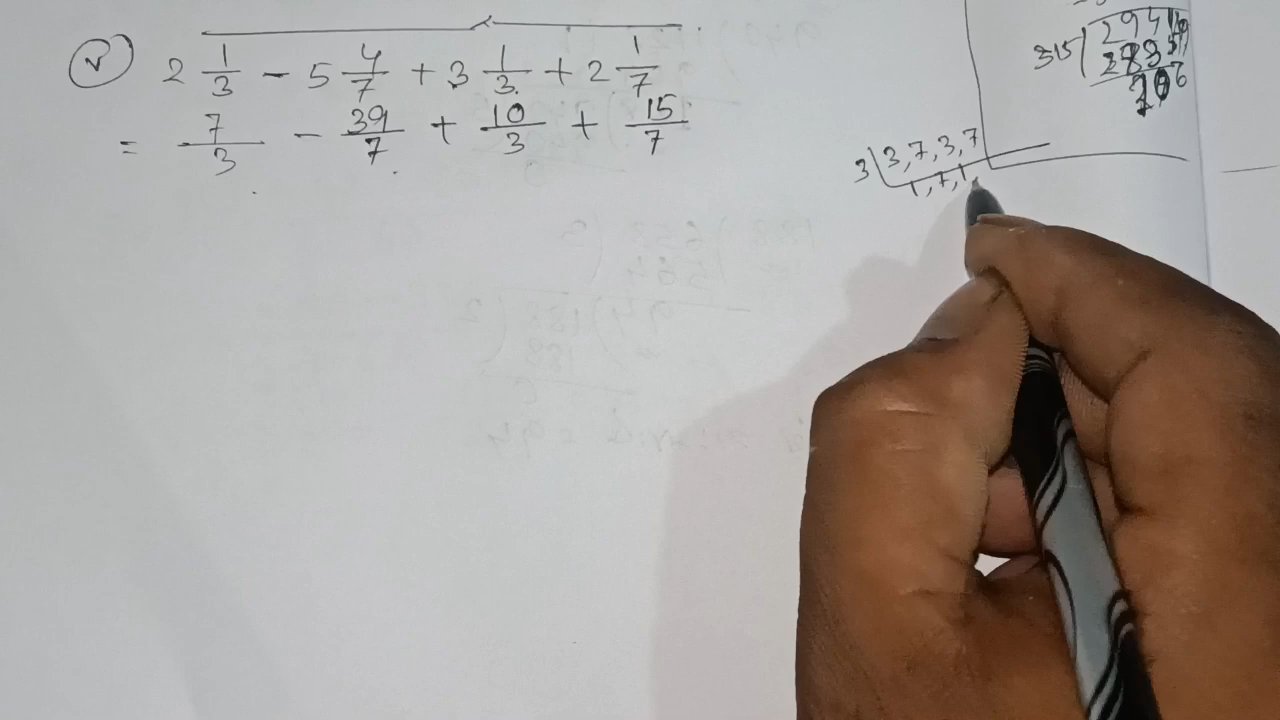 (v) 2 1/3 - 5 4/7 + 3 1/3 + 2 1/7
= 7/3 - 39/7 + 10/3 + 15/7
315
3 | 3, 7, 3, 7
1, 7, 1,